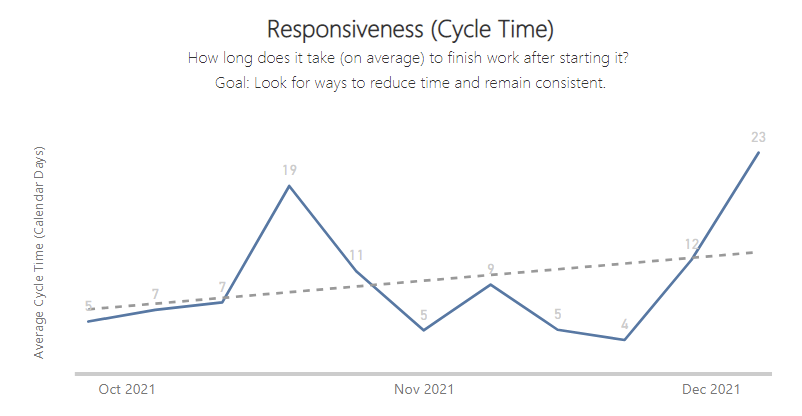 Responsiveness (Cycle Time)
How long does it take (on average) to finish work after starting it?
Goal: Look for ways to reduce time and remain consistent.
Average Cycle Time (Calendar Days)
5
7
7
19
11
5
9
5
4
12
23
Oct 2021
Nov 2021
Dec 2021